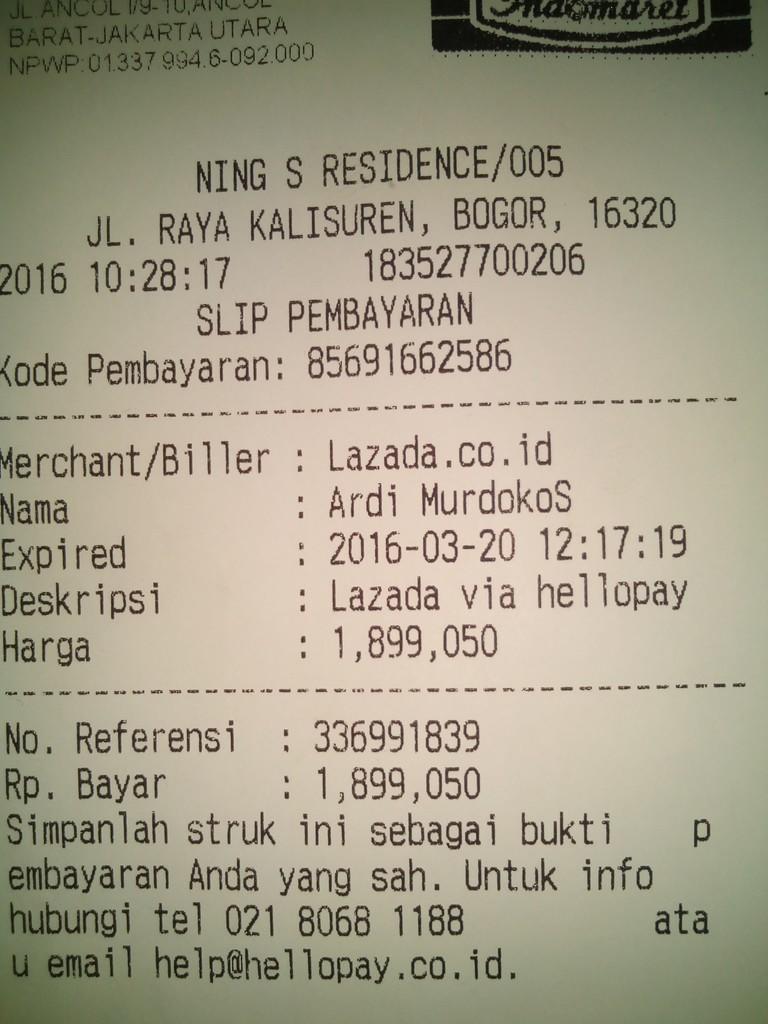 JL.ANCOL I/9-10,ANCOL
BARAT-JAKARTA UTARA
NPWP:01.337.994.6-092.000
Indomaret
NING S RESIDENCE/005
JL. RAYA KALISUREN, BOGOR, 16320
2016 10:28:17 183527700206
SLIP PEMBAYARAN
Kode Pembayaran: 85691662586
Merchant/Biller : Lazada.co.id
Nama : Ardi MurdokoS
Expired : 2016-03-20 12:17:19
Deskripsi : Lazada via hellopay
Harga : 1,899,050
No. Referensi : 336991839
Rp. Bayar : 1,899,050
Simpanlah struk ini sebagai bukti p
embayaran Anda yang sah. Untuk info
hubungi tel 021 8068 1188 ata
u email help@hellopay.co.id.